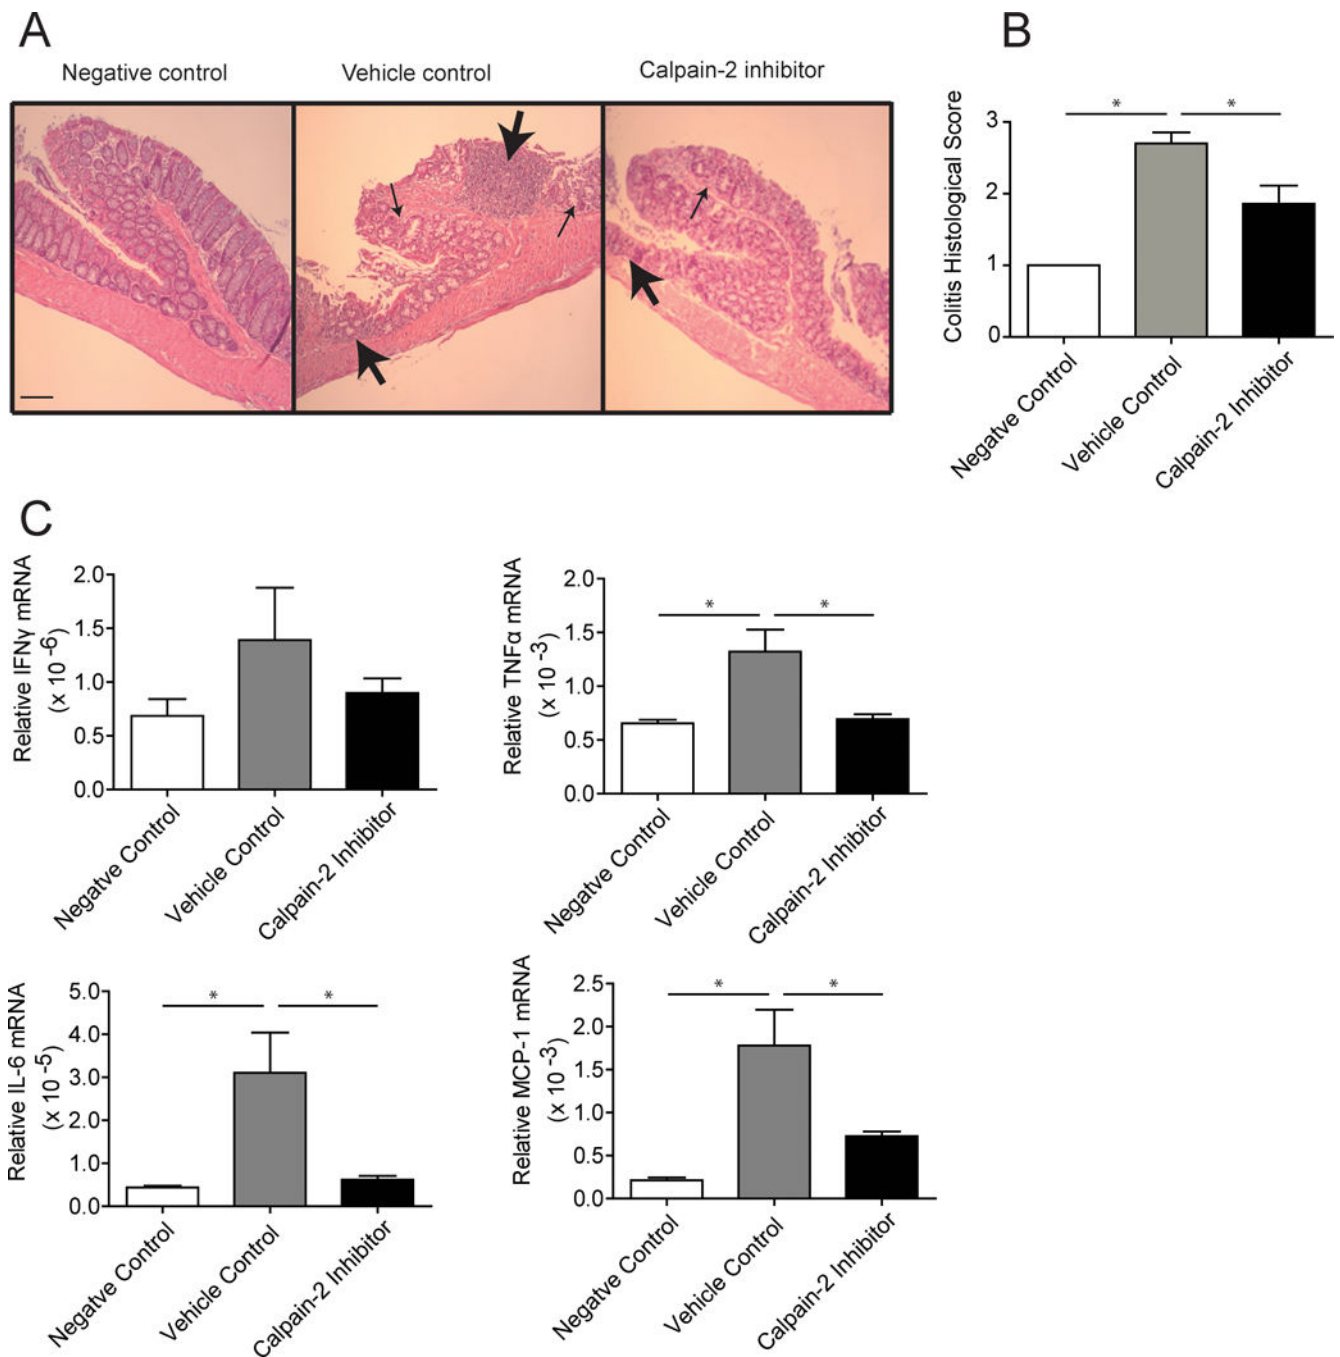 A
Negative control
Vehicle control
Calpain-2 inhibitor
B
Colitis Histological Score
3
2
1
0
*
*
Negatve Control
Vehicle Control
Calpain-2 Inhibitor
C
Relative IFNγ mRNA
(x 10 -6)
2.0
1.5
1.0
0.5
0.0
Negatve Control
Vehicle Control
Calpain-2 Inhibitor
Relative TNFα mRNA
(x 10 -3)
2.0
1.5
1.0
0.5
0.0
*
*
Negatve Control
Vehicle Control
Calpain-2 Inhibitor
Relative IL-6 mRNA
(x 10 -5)
5.0
4.0
3.0
2.0
1.0
0.0
*
*
Negatve Control
Vehicle Control
Calpain-2 Inhibitor
Relative MCP-1 mRNA
(x 10 -3)
2.5
2.0
1.5
1.0
0.5
0.0
*
*
Negatve Control
Vehicle Control
Calpain-2 Inhibitor